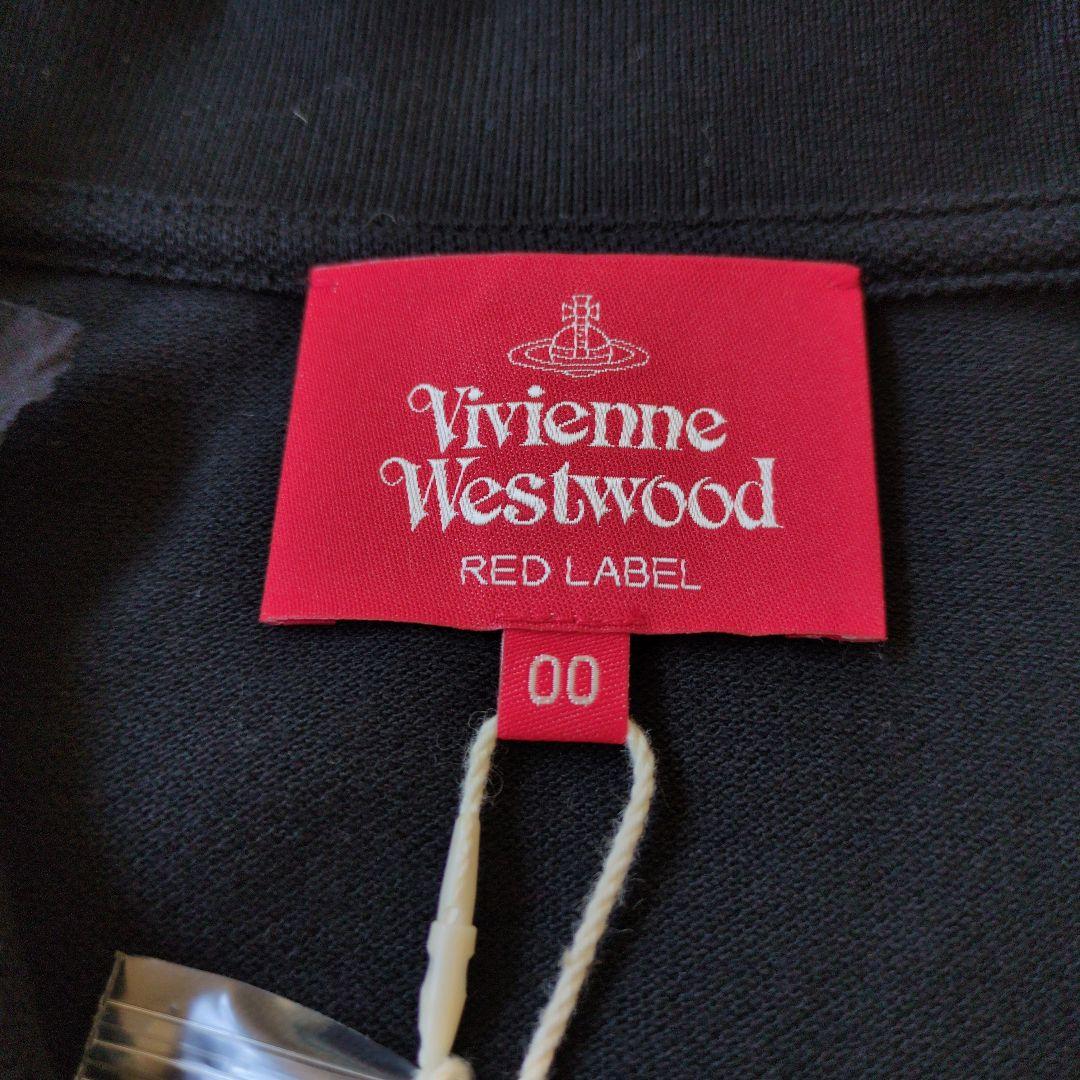 Vivienne
Westwood
RED LABEL
00